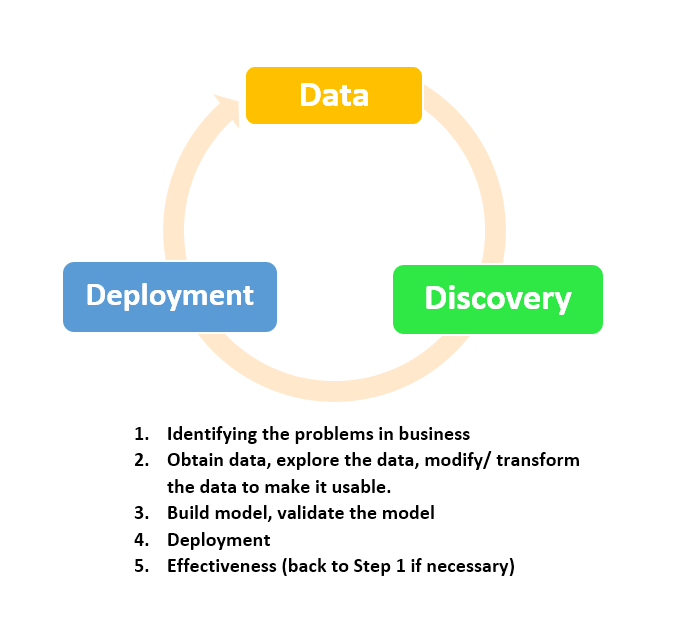 Data
Deployment
Discovery
1. Identifying the problems in business
2. Obtain data, explore the data, modify/ transform
the data to make it usable.
3. Build model, validate the model
4. Deployment
5. Effectiveness (back to Step 1 if necessary)